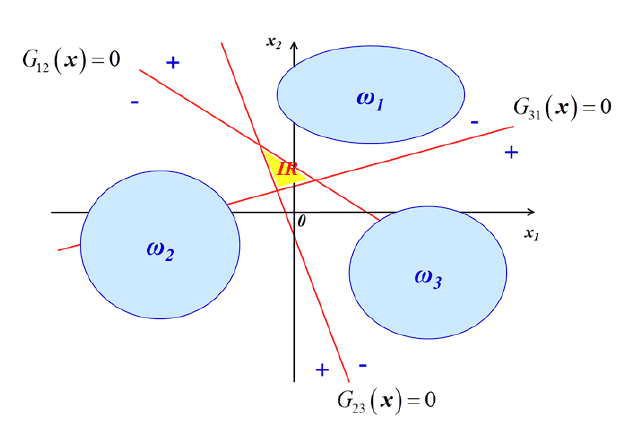 x₂
G₁₂(x)=0
+
-
ω₁
-
G₃₁(x)=0
+
IR
0
x₁
ω₂
ω₃
+
-
G₂₃(x)=0